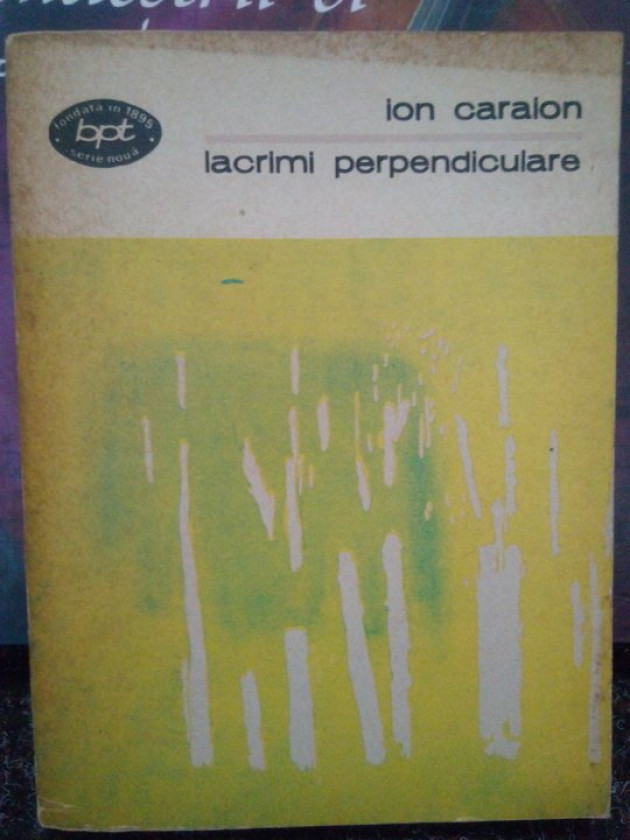 ion caraion
lacrimi perpendiculare
fondată în 1895
bpt
serie nouă